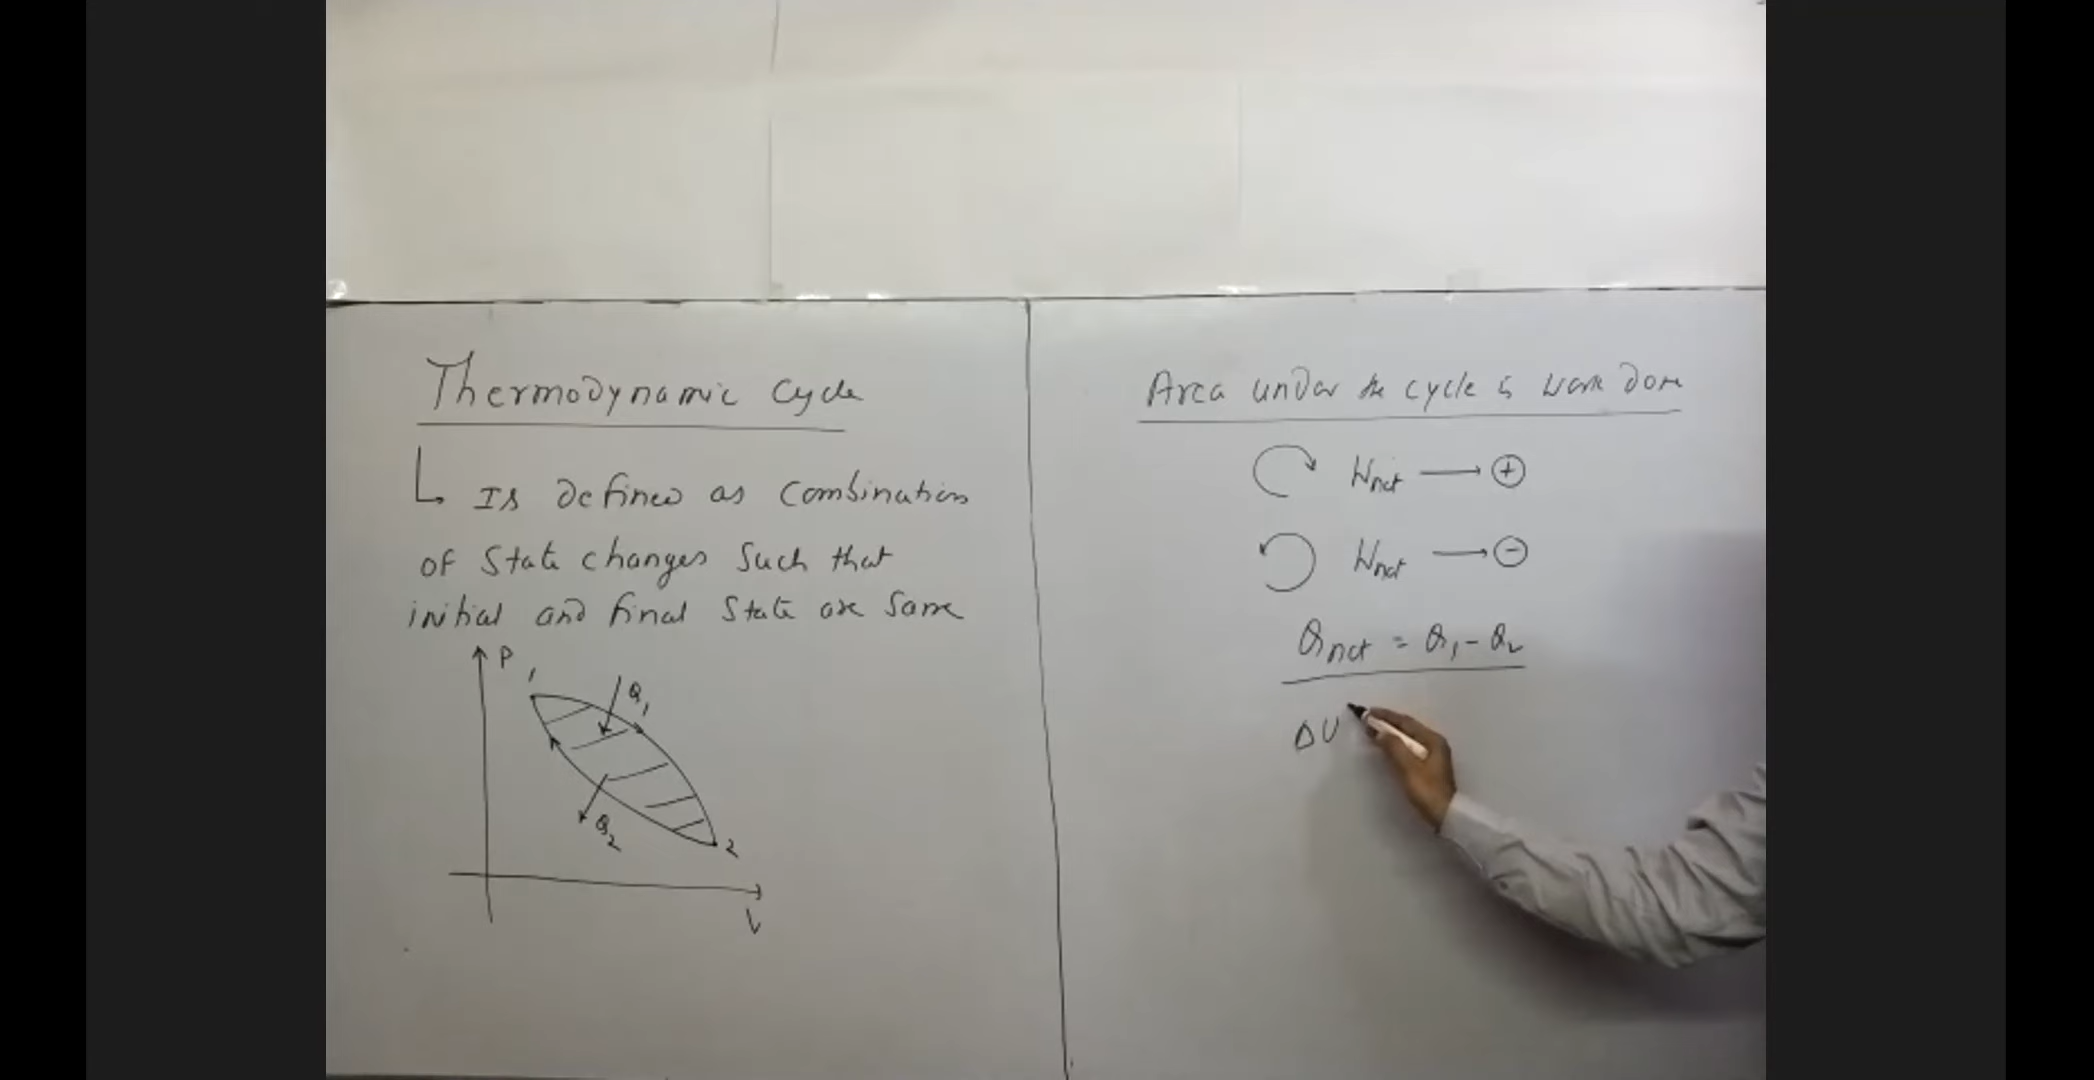 Thermodynamic Cycle
Is Defined as Combination
of State changes Such that
initial and final State are Same
P
1
Q1
Q2
2
V
Area under the cycle is work done
Wnet → +
Wnet → -
Qnet = Q1 - Q2
ΔU